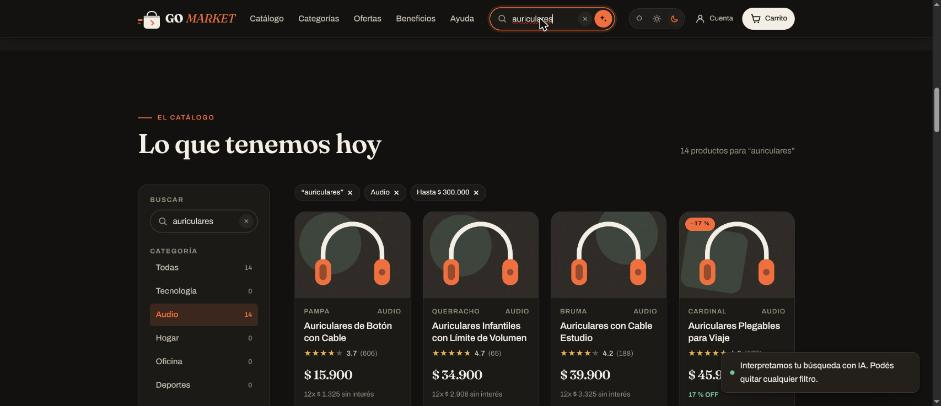 GO MARKET Catálogo Categorías Ofertas Beneficios Ayuda auriculares Cuenta Carrito
EL CATÁLOGO
Lo que tenemos hoy
14 productos para "auriculares"
BUSCAR
auriculares
CATEGORÍA
Todas 14
Tecnología 0
Audio 14
Hogar 0
Oficina 0
Deportes 0
"auriculares" × Audio × Hasta $ 300.000 ×
PAMPA AUDIO
Auriculares de Botón
con Cable
★★★★★ 3.7 (606)
$ 15.900
12x $ 1.325 sin interés
QUEBRACHO AUDIO
Auriculares Infantiles
con Límite de Volumen
★★★★★ 4.7 (65)
$ 34.900
12x $ 2.908 sin interés
BRUMA AUDIO
Auriculares con Cable
Estudio
★★★★★ 4.2 (188)
$ 39.900
12x $ 3.325 sin interés
−17 %
CARDINAL AUDIO
Auriculares Plegables
para Viaje
$ 45.9
17 % OFF
Interpretamos tu búsqueda con IA. Podés
quitar cualquier filtro.